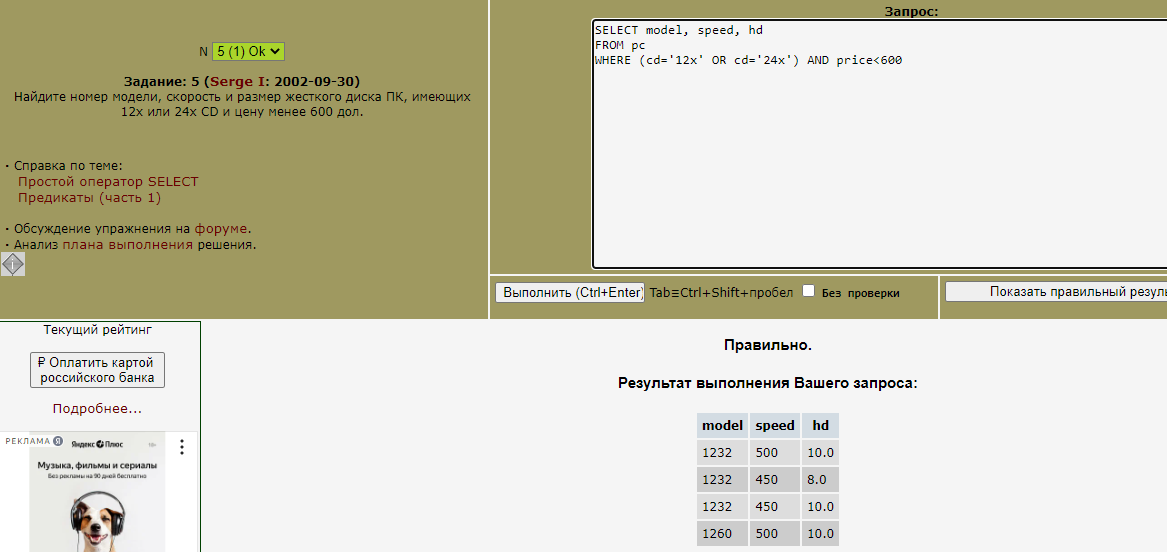 N 5 (1) Ok
Задание: 5 (Serge I: 2002-09-30)
Найдите номер модели, скорость и размер жесткого диска ПК, имеющих
12x или 24x CD и цену менее 600 дол.
· Справка по теме:
Простой оператор SELECT
Предикаты (часть 1)
· Обсуждение упражнения на форуме.
· Анализ плана выполнения решения.
Запрос:
SELECT model, speed, hd
FROM pc
WHERE (cd='12x' OR cd='24x') AND price<600
Выполнить (Ctrl+Enter) Tab≡Ctrl+Shift+пробел Без проверки
Показать правильный резуль
Текущий рейтинг
₽ Оплатить картой
российского банка
Подробнее...
РЕКЛАМА Я
Яндекс Плюс
18+
Музыка, фильмы и сериалы
Без рекламы на 90 дней бесплатно
Правильно.
Результат выполнения Вашего запроса:
model speed hd
1232 500 10.0
1232 450 8.0
1232 450 10.0
1260 500 10.0